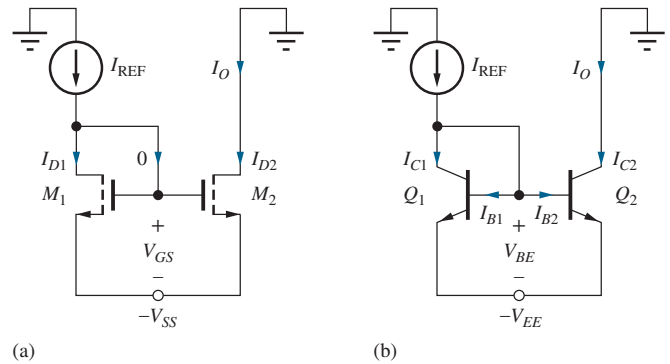 I_REF
I_O
I_D1
0
I_D2
M_1
M_2
+
V_GS
–
–V_SS
(a)
I_REF
I_O
I_C1
I_C2
Q_1
I_B1
I_B2
Q_2
+
V_BE
–
–V_EE
(b)